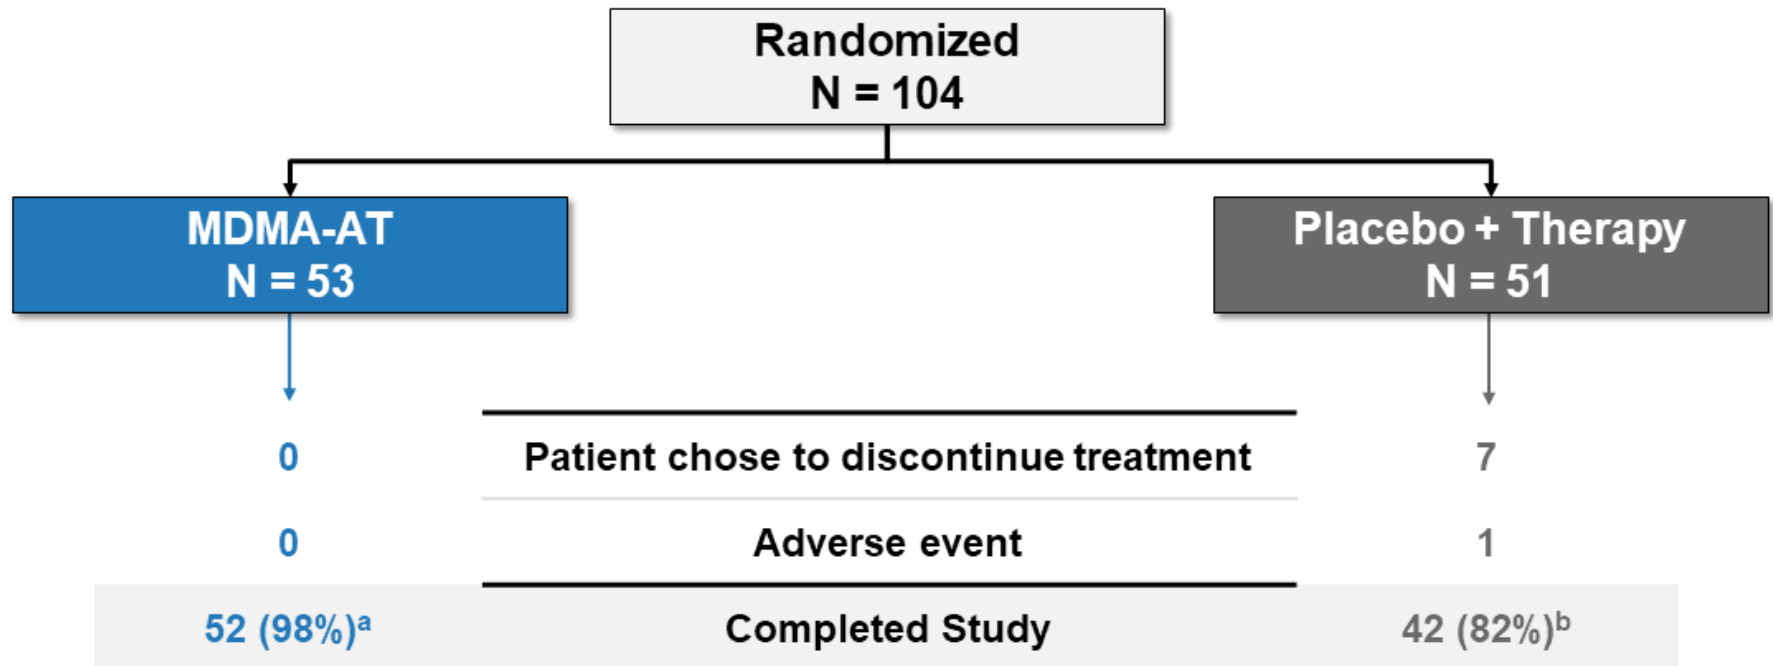 Randomized
N = 104
MDMA-AT
N = 53
Placebo + Therapy
N = 51
0 Patient chose to discontinue treatment 7
0 Adverse event 1
52 (98%)ᵃ Completed Study 42 (82%)ᵇ